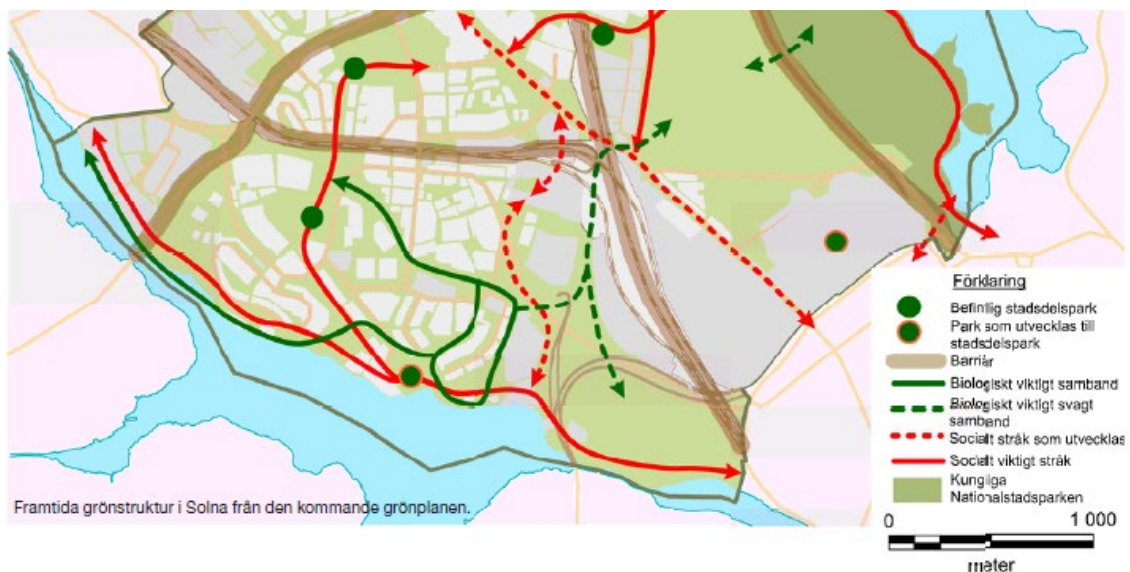 Förklaring
Befintlig stadsdelspark
Park som utvecklas till
stadsdelspark
Barriär
Biologiskt viktigt samband
Biologiskt viktigt svagt
samband
Socialt stråk som utvecklas
Socialt viktigt stråk
Kungliga
Nationalstadsparken
0 1 000
meter
Framtida grönstruktur i Solna från den kommande grönplanen.